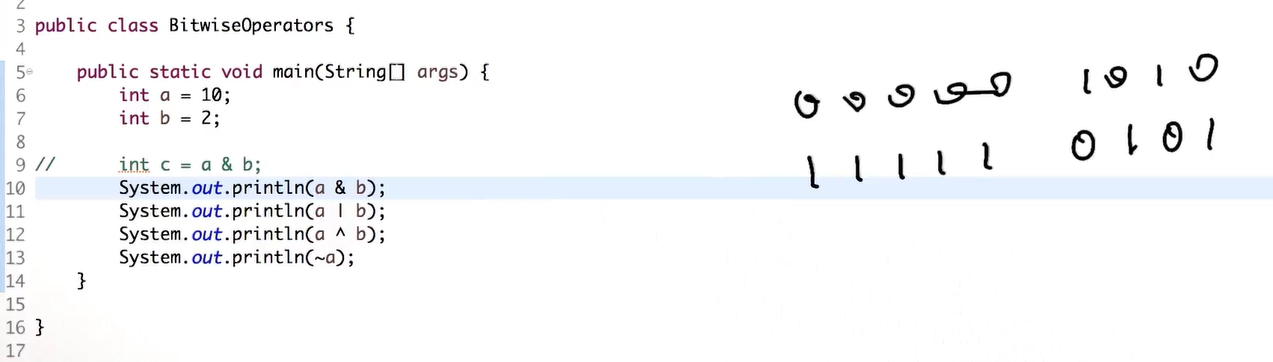 2
3 public class BitwiseOperators {
4
5 public static void main(String[] args) {
6 int a = 10;
7 int b = 2;
8
9 // int c = a & b;
10 System.out.println(a & b);
11 System.out.println(a | b);
12 System.out.println(a ^ b);
13 System.out.println(~a);
14 }
15
16 }
17
0 0 0 0 0 1 0 1 0
1 1 1 1 1 0 1 0 1